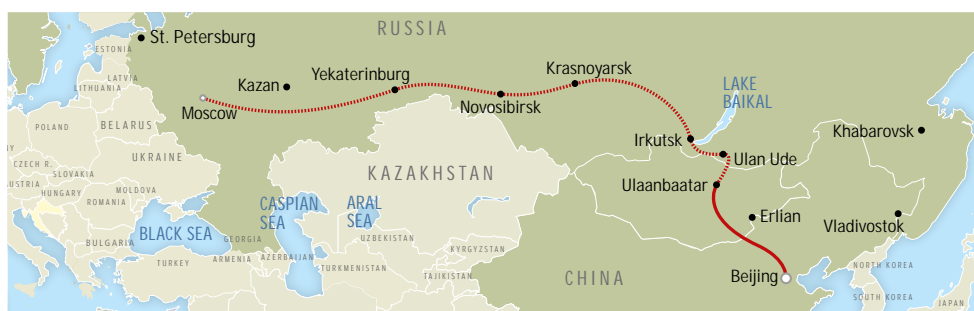 RUSSIA
St. Petersburg
ESTONIA
LATVIA
LITHUANIA
Kazan
Yekaterinburg
Krasnoyarsk
Novosibirsk
Moscow
LAKE
BAIKAL
BELARUS
POLAND
Irkutsk
Khabarovsk
UKRAINE
Ulan Ude
CZECH R.
SLOVAKIA
KAZAKHSTAN
AUSTRIA
HUNGARY
MOLDOVA
ROMANIA
Ulaanbaatar
CASPIAN
SEA
ARAL
SEA
Erlian
Vladivostok
BLACK SEA
BULGARIA
GEORGIA
UZBEKISTAN
KYRGYZSTAN
ARMENIA
AZERBAIJAN
TURKEY
TURKMENISTAN
TAJIKISTAN
CHINA
Beijing
NORTH KOREA
SOUTH KOREA
JAPAN